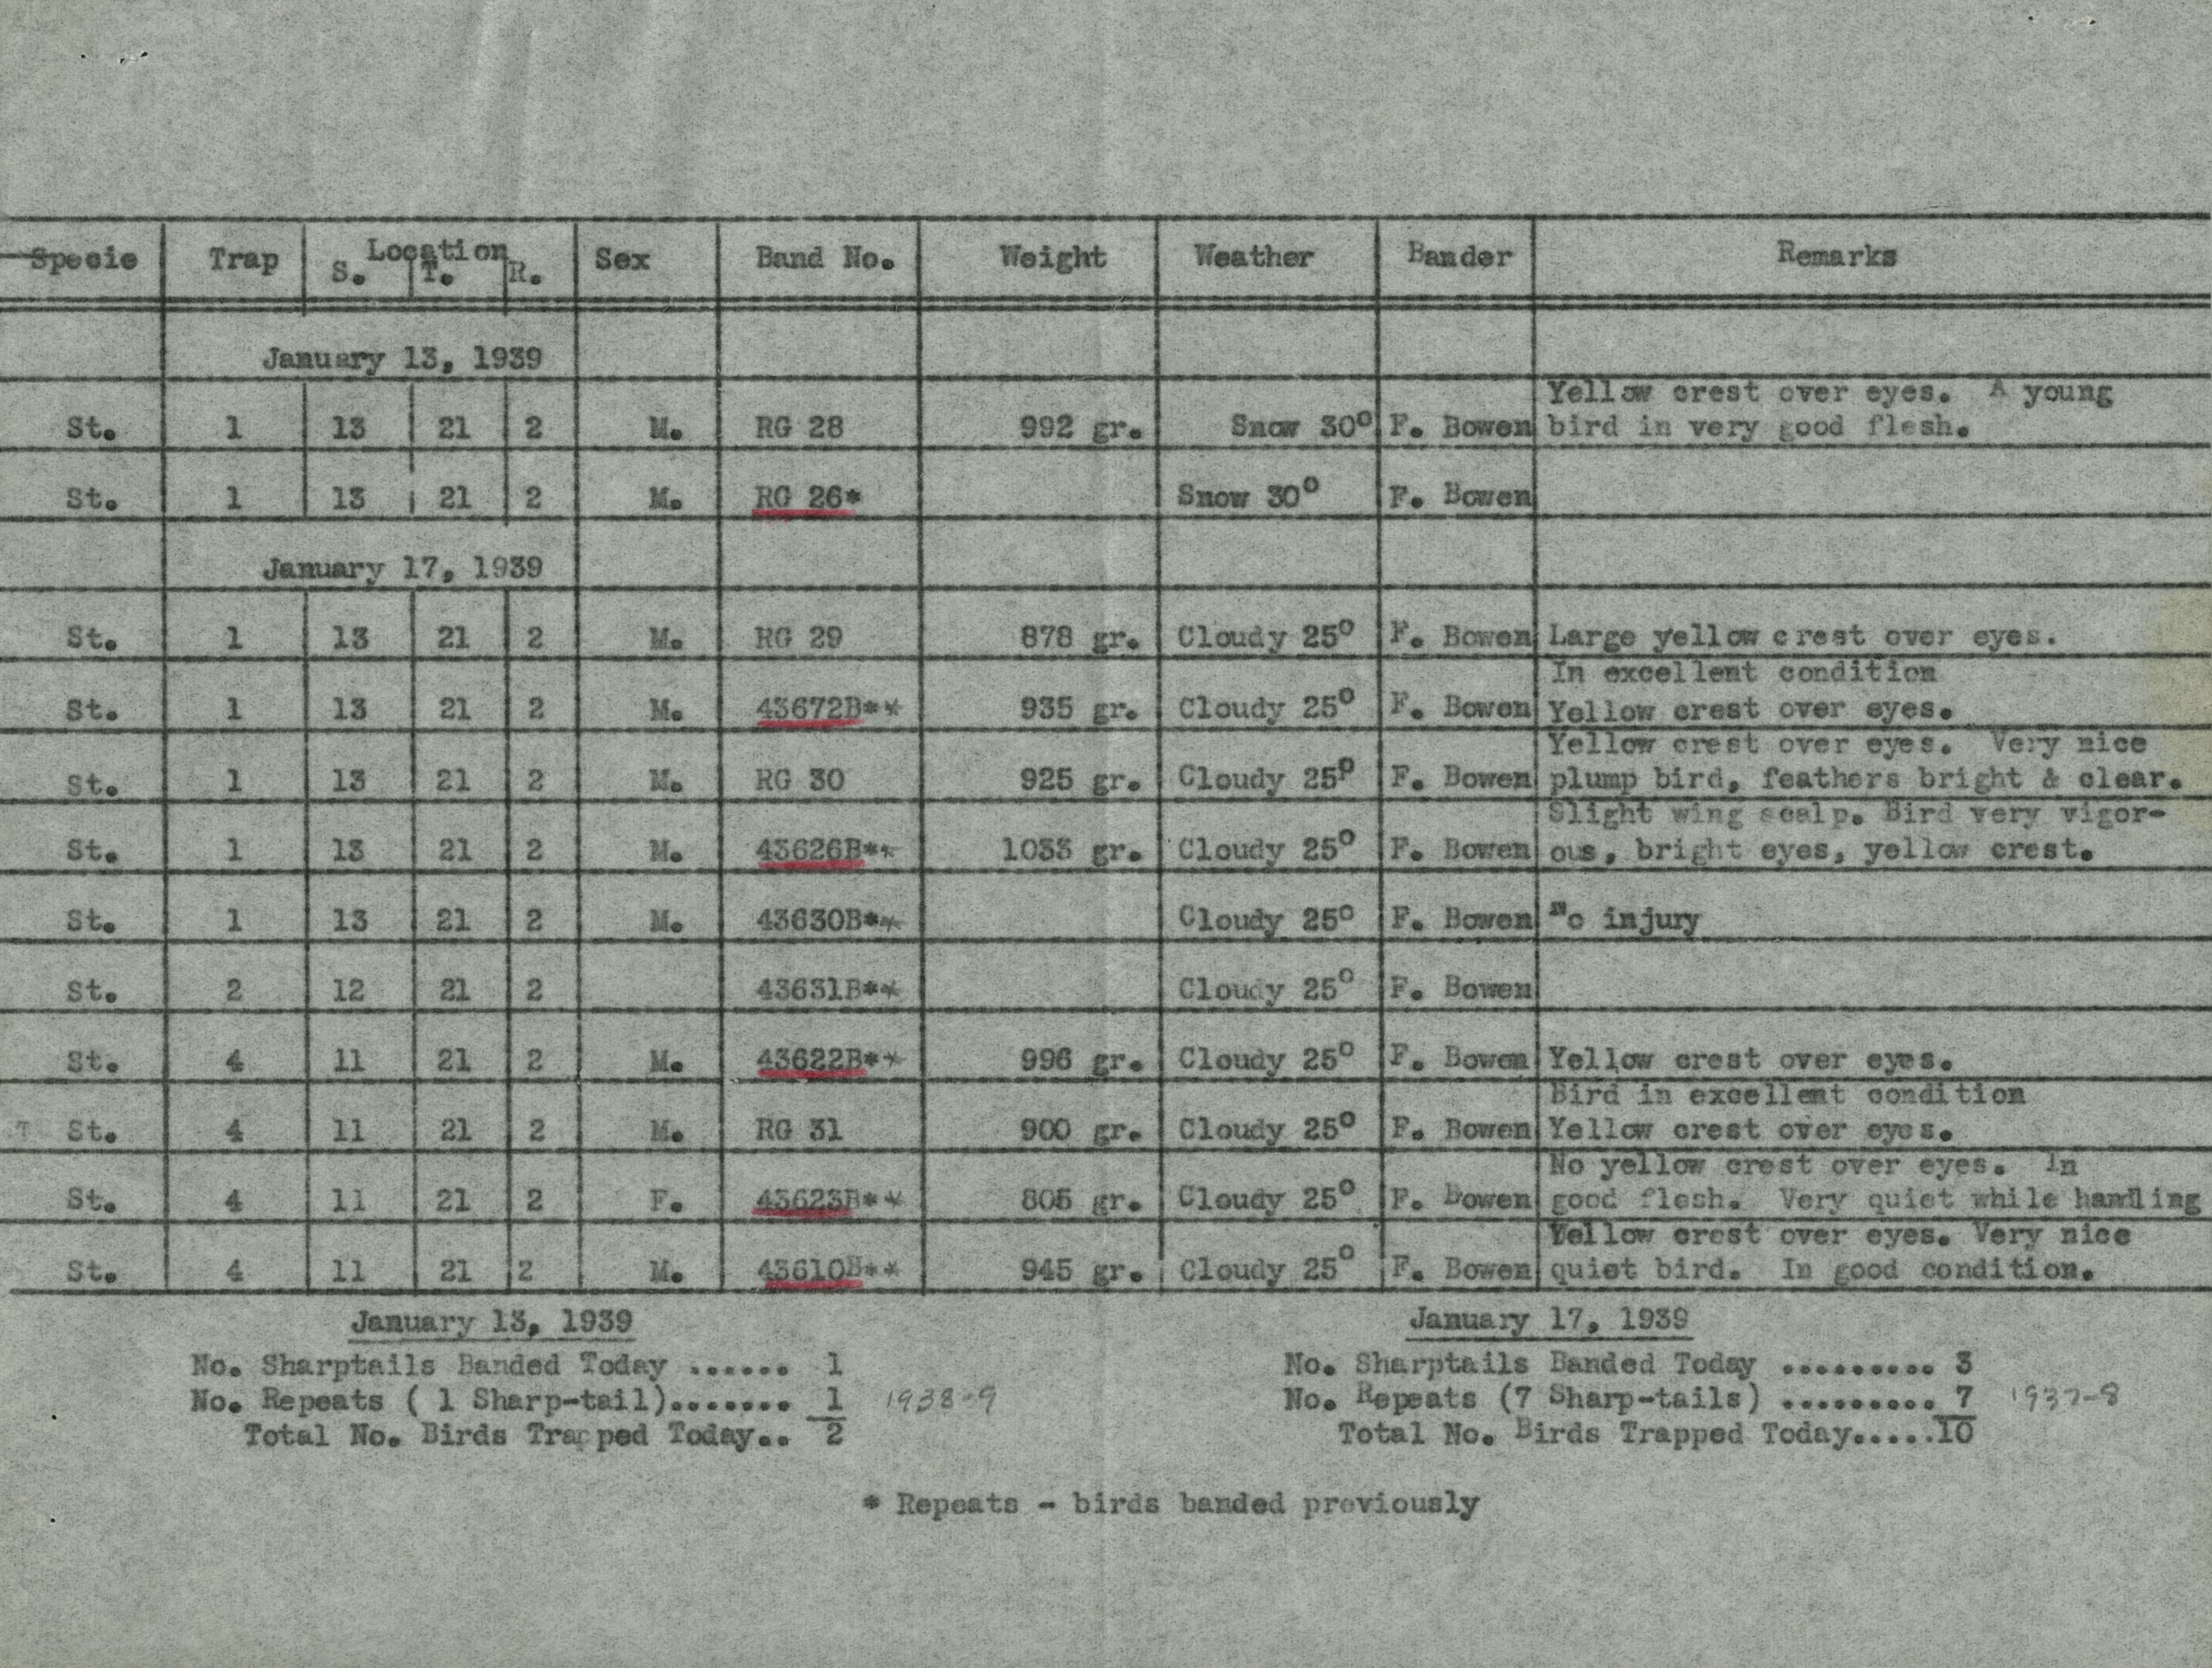 Specie Trap Location S. T. R. Sex Band No. Weight Weather Bander Remarks
January 13, 1939
Yellow crest over eyes. A young
St. 1 13 21 2 M. RG 28 992 gr. Snow 30° F. Bowen bird in very good flesh.
St. 1 13 21 2 M. RG 26* Snow 30° F. Bowen
January 17, 1939
St. 1 13 21 2 M. RG 29 878 gr. Cloudy 25° F. Bowen Large yellow crest over eyes.
In excellent condition
St. 1 13 21 2 M. 43672B** 935 gr. Cloudy 25° F. Bowen Yellow crest over eyes.
Yellow crest over eyes. Very nice
St. 1 13 21 2 M. RG 30 925 gr. Cloudy 25° F. Bowen plump bird, feathers bright & clear.
Slight wing scalp. Bird very vigor-
St. 1 13 21 2 M. 43626B** 1033 gr. Cloudy 25° F. Bowen ous, bright eyes, yellow crest.
St. 1 13 21 2 M. 43630B** Cloudy 25° F. Bowen No injury
St. 2 12 21 2 43631B** Cloudy 25° F. Bowen
St. 4 11 21 2 M. 43622B** 996 gr. Cloudy 25° F. Bowen Yellow crest over eyes.
Bird in excellent condition
St. 4 11 21 2 M. RG 31 900 gr. Cloudy 25° F. Bowen Yellow crest over eyes.
No yellow crest over eyes. In
St. 4 11 21 2 F. 43623B** 805 gr. Cloudy 25° F. Bowen good flesh. Very quiet while handling
Yellow crest over eyes. Very nice
St. 4 11 21 2 M. 43610B** 945 gr. Cloudy 25° F. Bowen quiet bird. In good condition.
January 13, 1939
No. Sharptails Banded Today ...... 1
No. Repeats ( 1 Sharp-tail)....... 1 1938-9
Total No. Birds Trapped Today.. 2
January 17, 1939
No. Sharptails Banded Today ......... 3
No. Repeats (7 Sharp-tails) ......... 7 1937-8
Total No. Birds Trapped Today.....10
* Repeats - birds banded previously